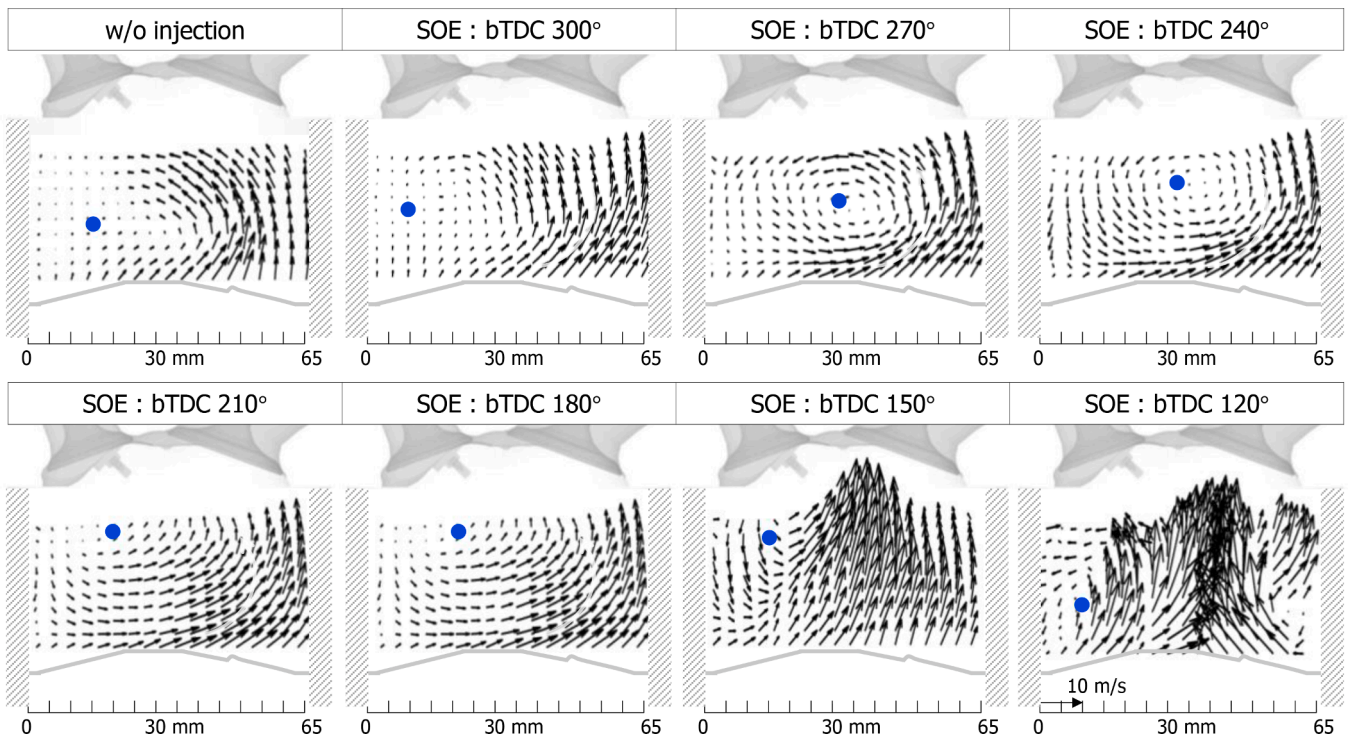 w/o injection
SOE : bTDC 300°
SOE : bTDC 270°
SOE : bTDC 240°
0 30 mm 65
0 30 mm 65
0 30 mm 65
0 30 mm 65
SOE : bTDC 210°
SOE : bTDC 180°
SOE : bTDC 150°
SOE : bTDC 120°
10 m/s
0 30 mm 65
0 30 mm 65
0 30 mm 65
0 30 mm 65